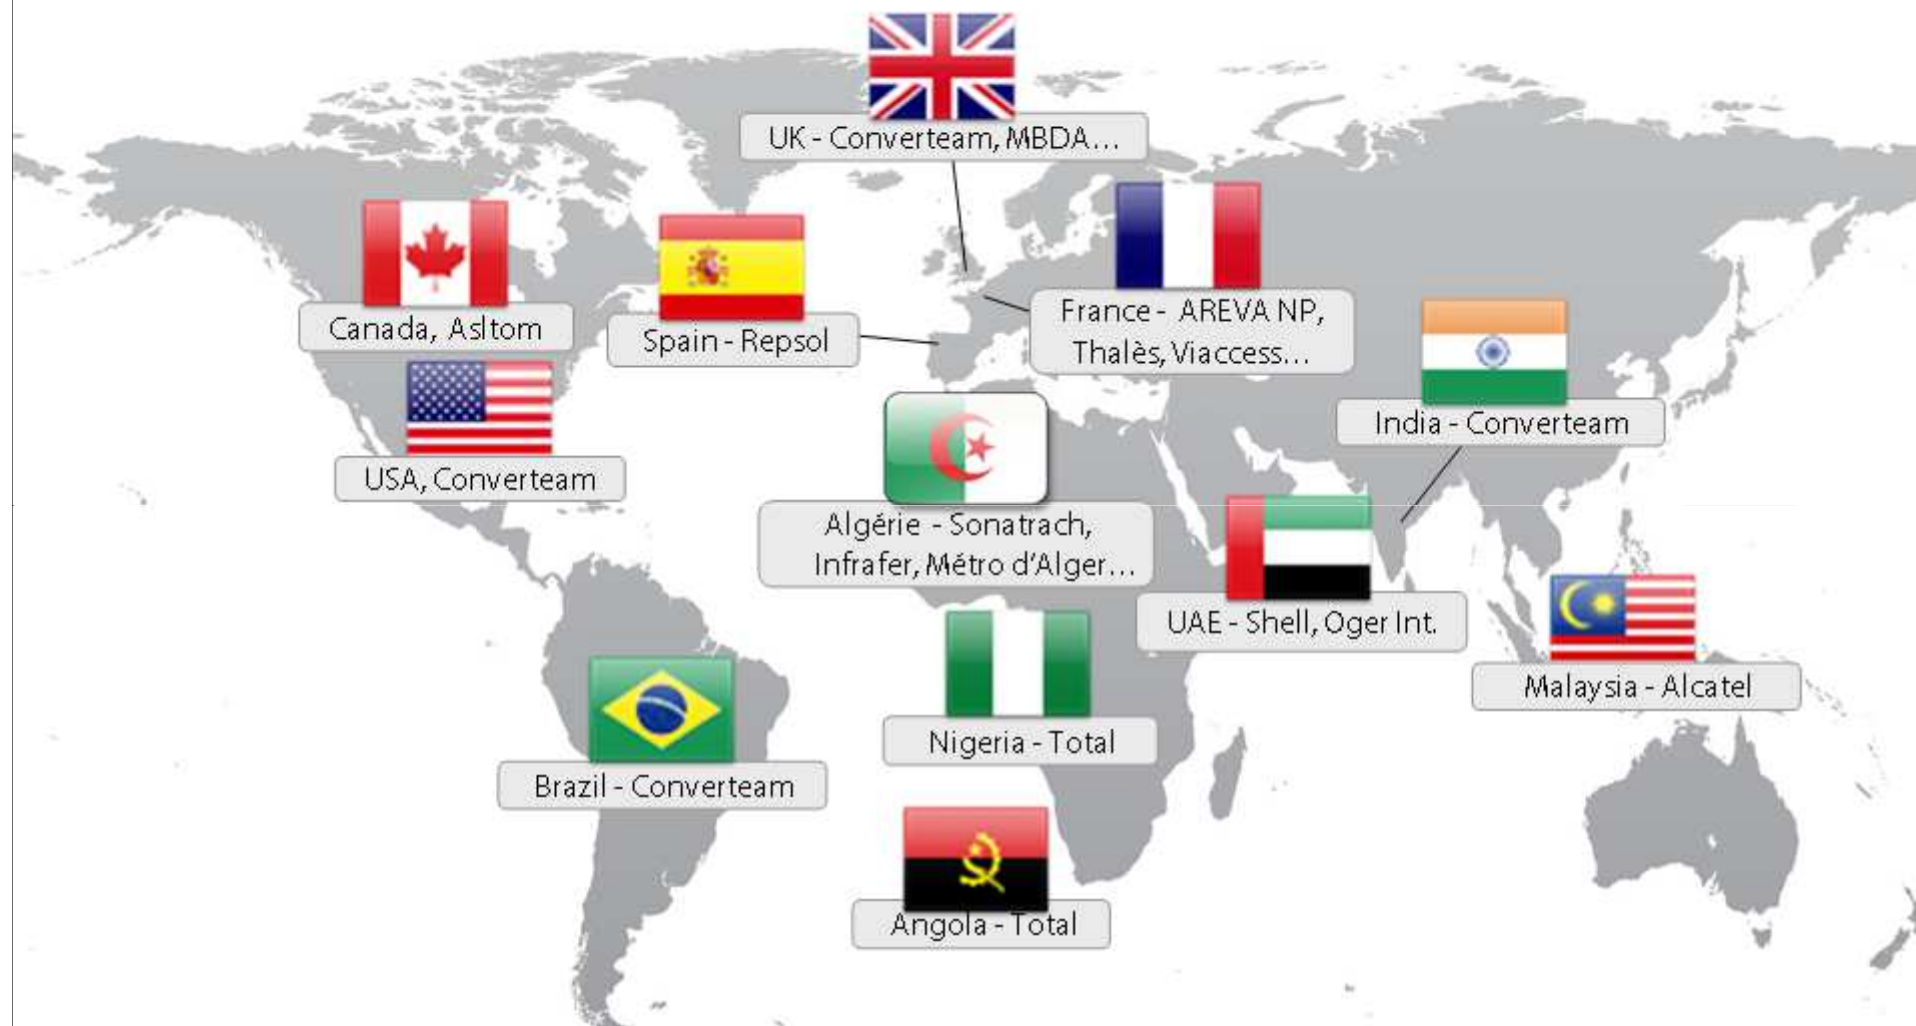 UK - Converteam, MBDA...
Canada, Asltom
Spain - Repsol
France - AREVA NP,
Thalès, Viaccess...
India - Converteam
USA, Converteam
Algérie - Sonatrach,
Infrafer, Métro d'Alger...
UAE - Shell, Oger Int.
Malaysia - Alcatel
Nigeria - Total
Brazil - Converteam
Angola - Total